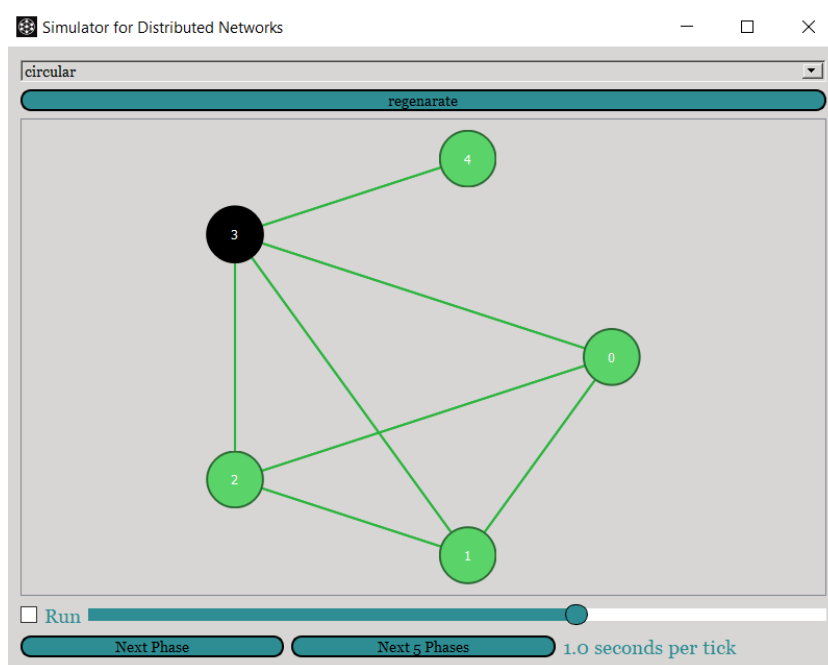 Simulator for Distributed Networks
circular
regenarate
4
3
0
2
1
Run
Next Phase Next 5 Phases 1.0 seconds per tick